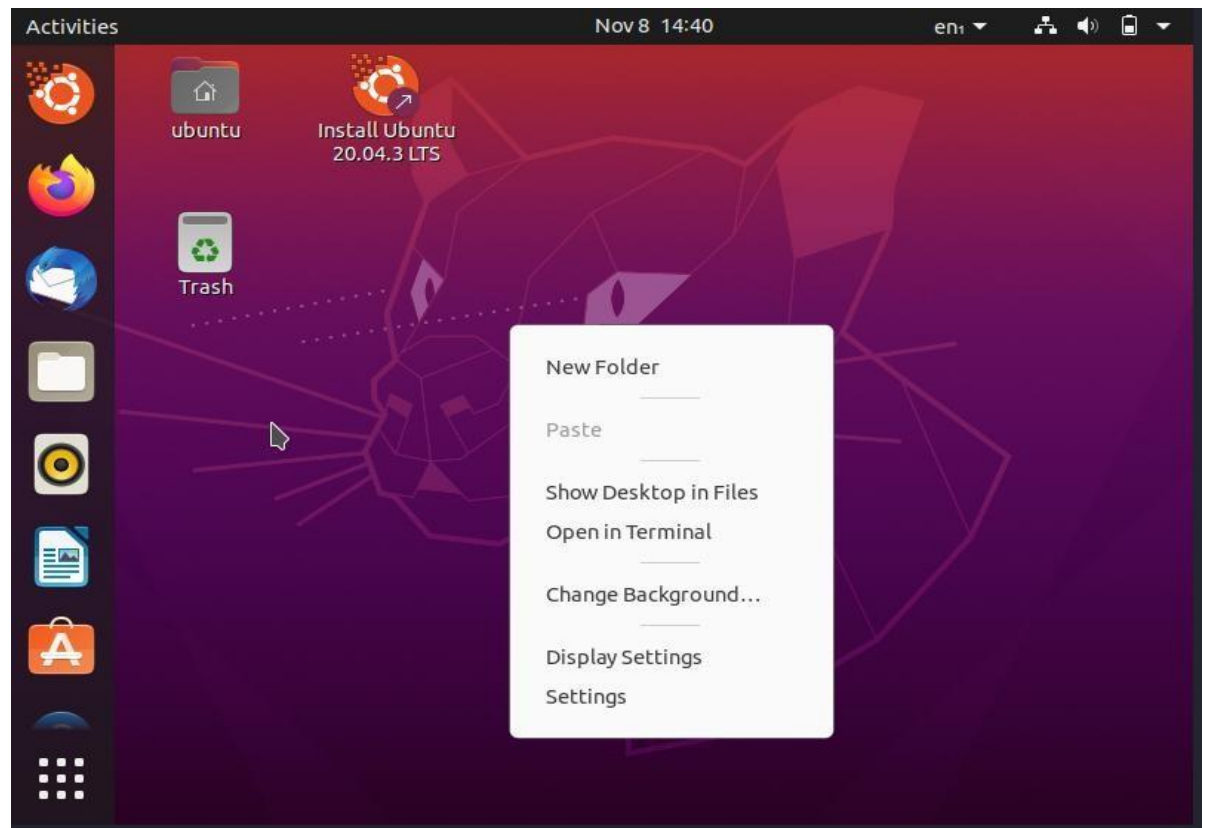 Activities
Nov 8 14:40
en₁
ubuntu
Install Ubuntu
20.04.3 LTS
Trash
New Folder
Paste
Show Desktop in Files
Open in Terminal
Change Background...
Display Settings
Settings